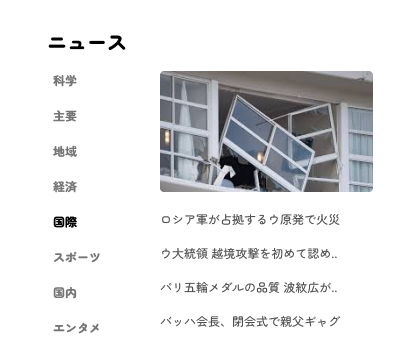 ニュース
科学
主要
地域
経済
国際
スポーツ
国内
エンタメ
ロシア軍が占拠するウ原発で火災
ウ大統領 越境攻撃を初めて認め..
パリ五輪メダルの品質 波紋広が..
バッハ会長、閉会式で親父ギャグ